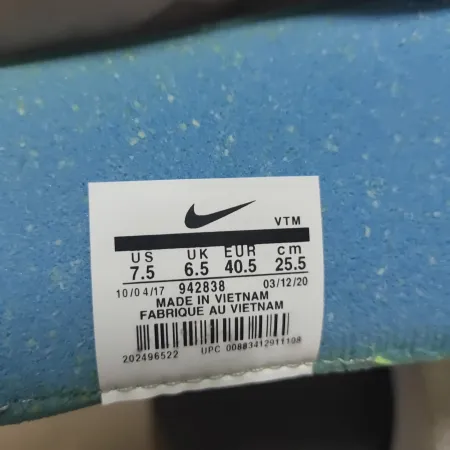 VTM
US UK EUR cm
7.5 6.5 40.5 25.5
10/04/17 942838 03/12/20
MADE IN VIETNAM
FABRIQUE AU VIETNAM
202496522 UPC 00883412911108